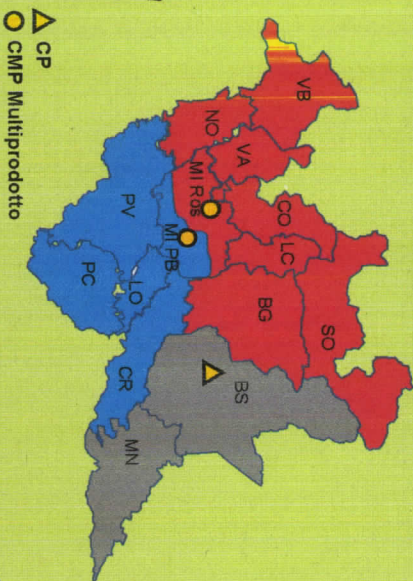 VB
NO
VA
CO
LC
SO
MI Ros
BG
MI PB
PV
LO
PC
CR
BS
MN
CP
CMP Multiprodotto